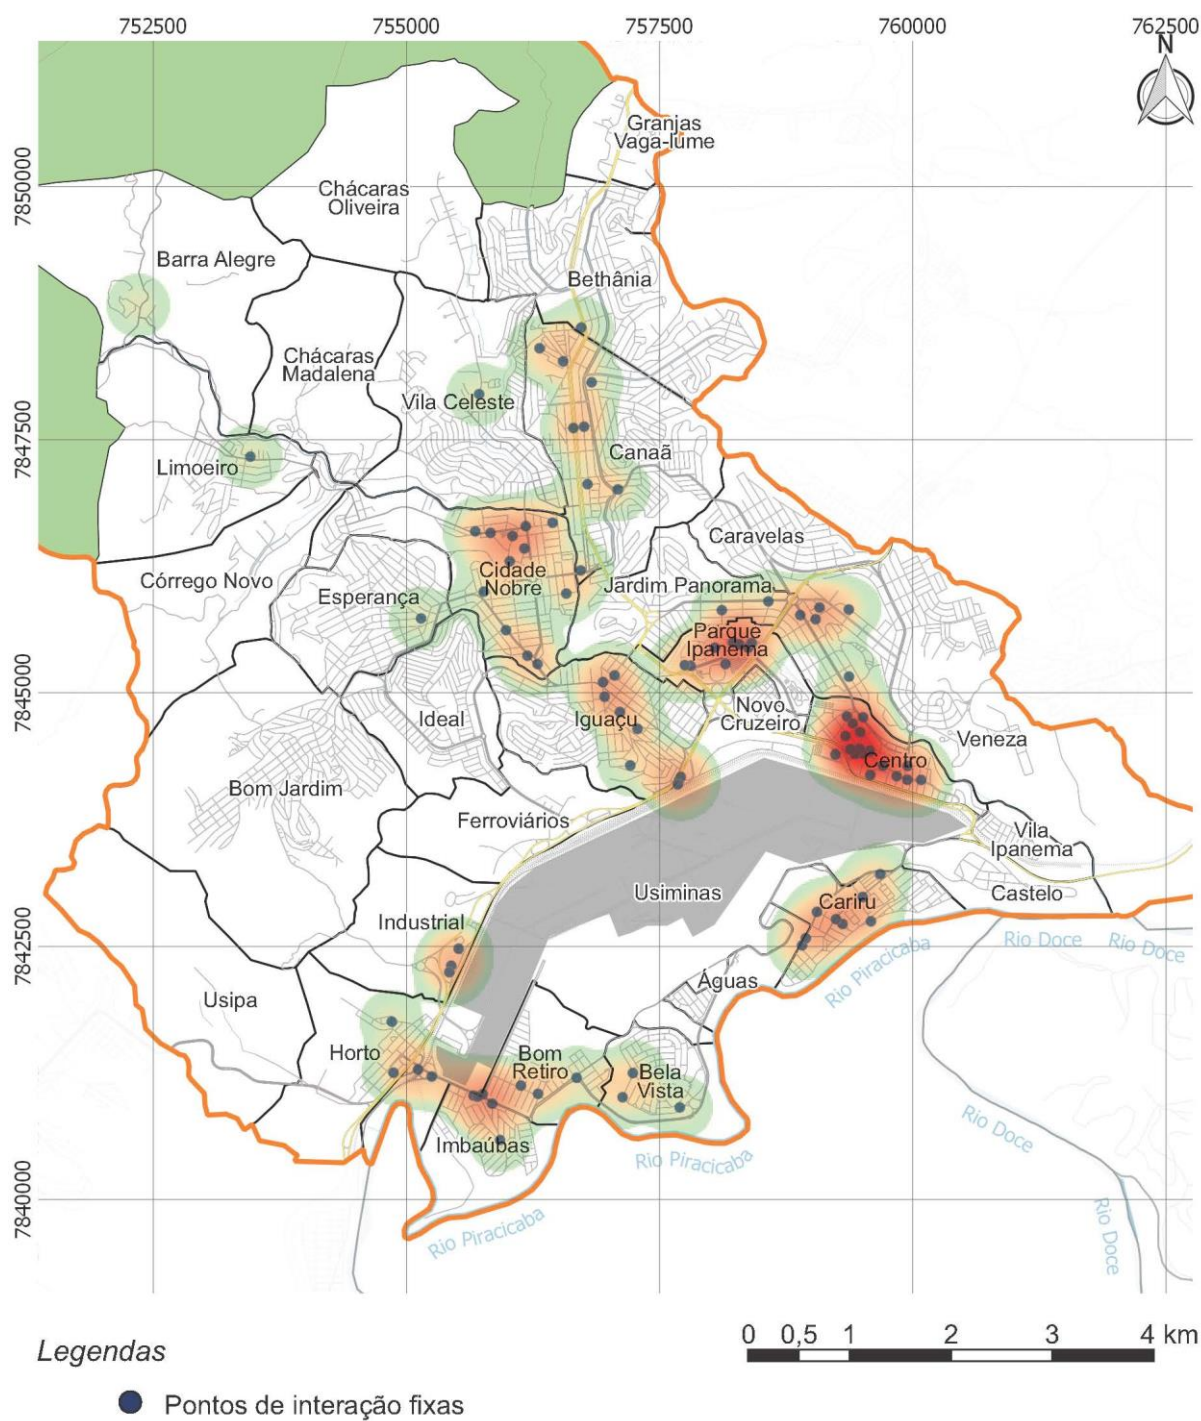 752500 755000 757500 760000 762500
N
Granjas
Vaga-lume
7850000
Chácaras
Oliveira
Barra Alegre
Bethânia
Chácaras
Madalena
Vila Celeste
7847500
Canaã
Limoeiro
Caravelas
Cidade
Nobre
Córrego Novo
Jardim Panorama
Esperança
Parque
Ipanema
7845000
Ideal
Iguaçu
Novo
Cruzeiro
Veneza
Centro
Bom Jardim
Ferroviários
Vila
Ipanema
Usiminas
Castelo
Cariru
Industrial
7842500
Rio Doce
Rio Doce
Rio Piracicaba
Águas
Usipa
Horto
Bom
Retiro
Bela
Vista
Imbaúbas
Rio Doce
Rio Piracicaba
7840000
Rio Piracicaba
Rio Doce
0 0,5 1 2 3 4 km
Legendas
Pontos de interação fixas